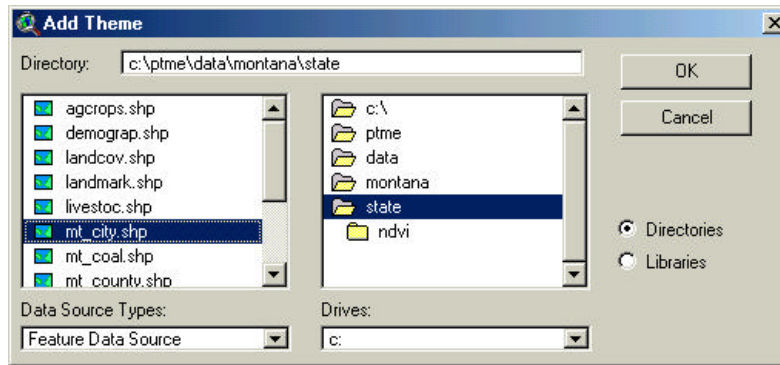 Add Theme
Directory: c:\ptme\data\montana\state
OK
Cancel
agcrops.shp
demograp.shp
landcov.shp
landmark.shp
livestoc.shp
mt_city.shp
mt_coal.shp
mt_county.shp
c:\
ptme
data
montana
state
ndvi
Directories
Libraries
Data Source Types:
Feature Data Source
Drives:
c: